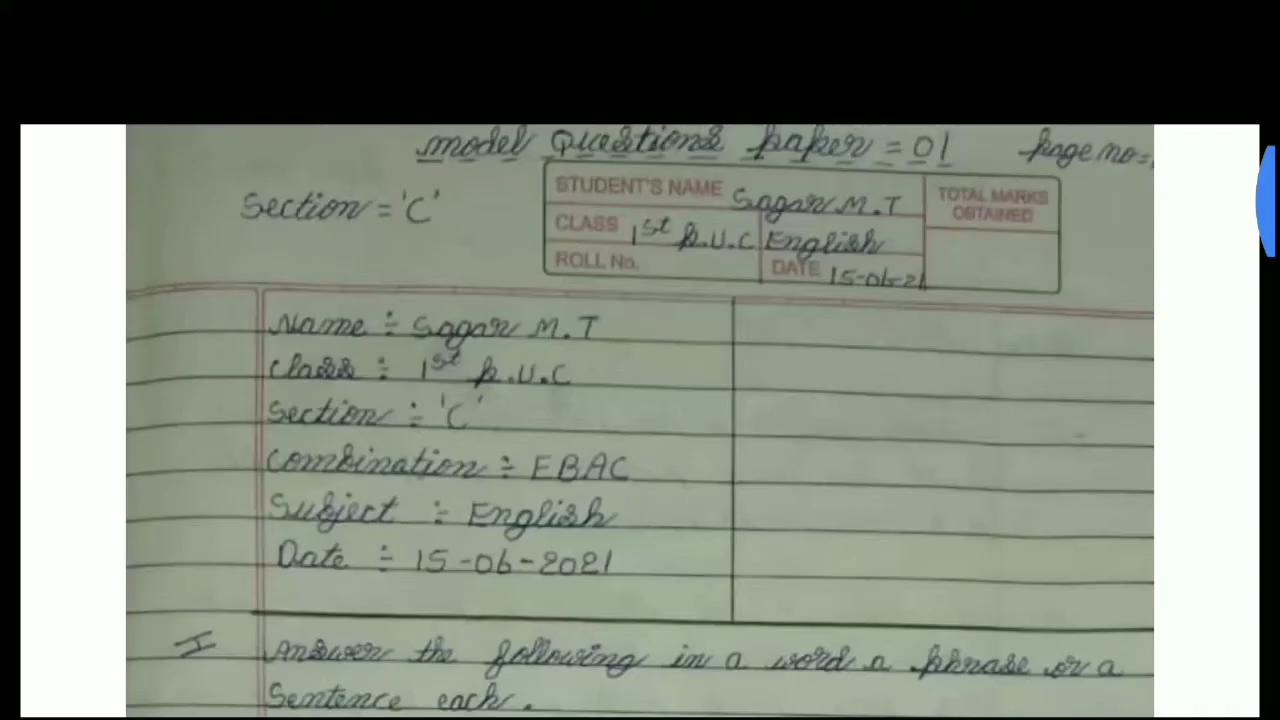 model Questions paper = 01 page no=
Section = 'C'
STUDENT'S NAME Sagar M.T
TOTAL MARKS OBTAINED
CLASS 1st p.U.C English
ROLL No. DATE 15-06-21
Name ÷ Sagar M.T
Class ÷ 1st p.U.C
Section ÷ 'C'
Combination ÷ EBAC
Subject ÷ English
Date ÷ 15-06-2021
I Answer the following in a word a phrase or a
Sentence each.